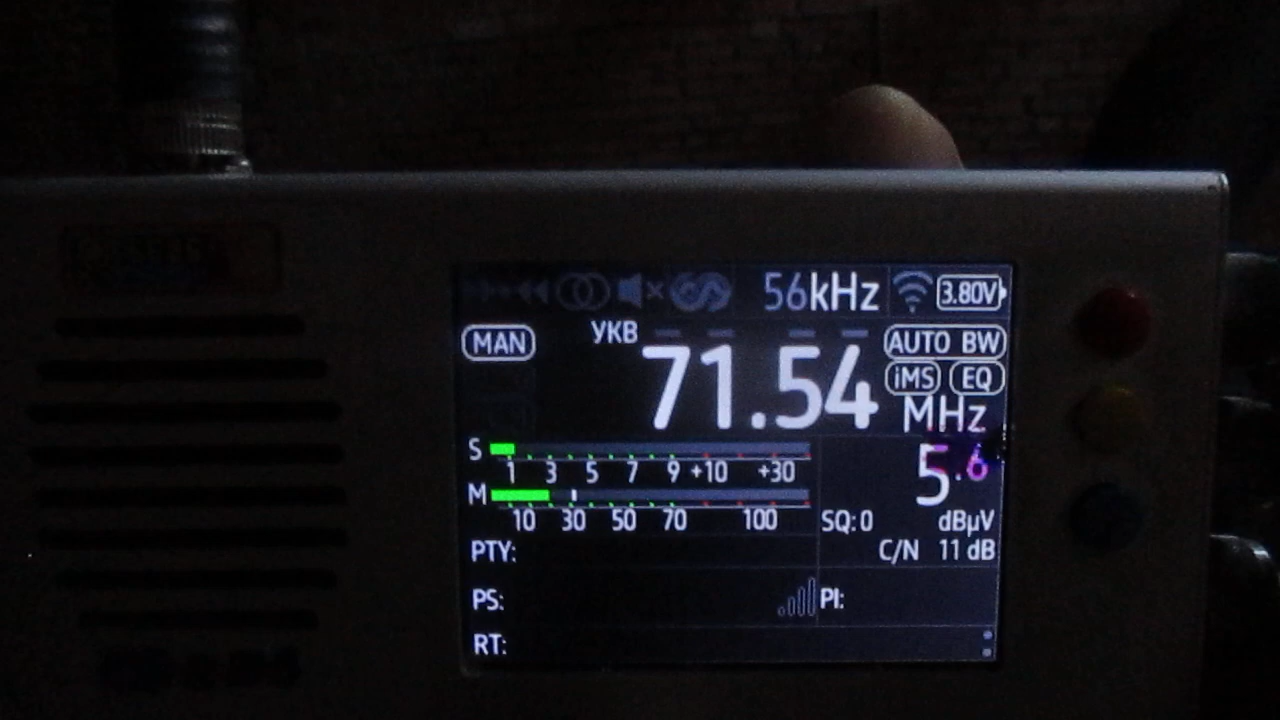 56kHz 3.80V
MAN УКВ 71.54 MHz AUTO BW
iMS EQ
S 1 3 5 7 9 +10 +30
5.6 dBµV
M 10 30 50 70 100
SQ:0
C/N 11 dB
PTY:
PS: PI:
RT: